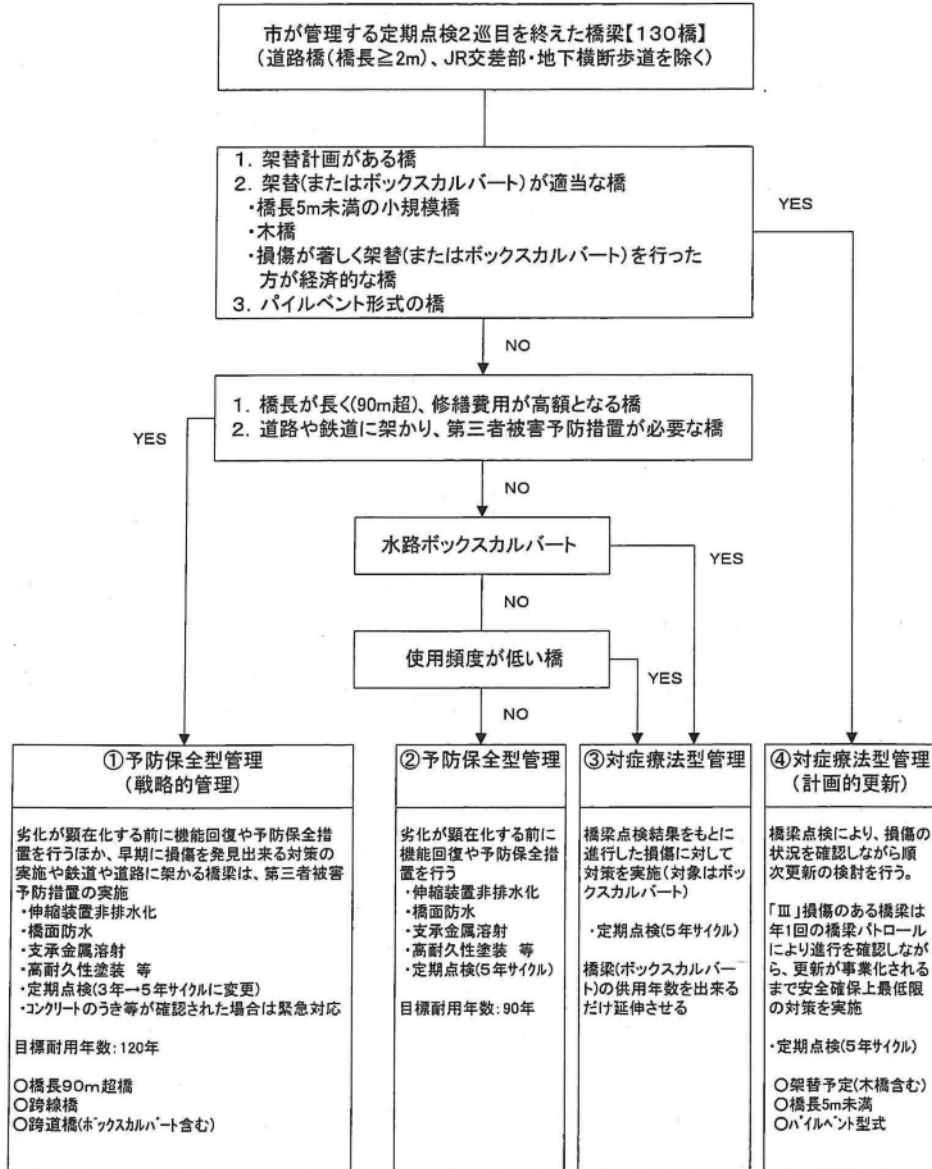 市が管理する定期点検2巡目を終えた橋梁【130橋】
(道路橋(橋長≧2m)、JR交差部・地下横断歩道を除く)
1. 架替計画がある橋
2. 架替(またはボックスカルバート)が適当な橋
・橋長5m未満の小規模橋
・木橋
・損傷が著しく架替(またはボックスカルバート)を行った
方が経済的な橋
3. パイルベント形式の橋
YES
NO
1. 橋長が長く(90m超)、修繕費用が高額となる橋
2. 道路や鉄道に架かり、第三者被害予防措置が必要な橋
YES
NO
水路ボックスカルバート
YES
NO
使用頻度が低い橋
YES
NO
①予防保全型管理
(戦略的管理)
劣化が顕在化する前に機能回復や予防保全措
置を行うほか、早期に損傷を発見出来る対策の
実施や鉄道や道路に架かる橋梁は、第三者被害
予防措置の実施
・伸縮装置非排水化
・橋面防水
・支承金属溶射
・高耐久性塗装 等
・定期点検(3年→5年サイクルに変更)
・コンクリートのうき等が確認された場合は緊急対応
目標耐用年数:120年
○橋長90m超橋
○跨線橋
○跨道橋(ボックスカルバート含む)
②予防保全型管理
劣化が顕在化する前に
機能回復や予防保全措
置を行う
・伸縮装置非排水化
・橋面防水
・支承金属溶射
・高耐久性塗装 等
・定期点検(5年サイクル)
目標耐用年数:90年
③対症療法型管理
橋梁点検結果をもとに
進行した損傷に対して
対策を実施(対象はボッ
クスカルバート)
・定期点検(5年サイクル)
橋梁(ボックスカルバー
ト)の供用年数を出来る
だけ延伸させる
④対症療法型管理
(計画的更新)
橋梁点検により、損傷の
状況を確認しながら順
次更新の検討を行う。
「Ⅲ」損傷のある橋梁は
年1回の橋梁パトロール
により進行を確認しなが
ら、更新が事業化される
まで安全確保上最低限
の対策を実施
・定期点検(5年サイクル)
○架替予定(木橋含む)
○橋長5m未満
○パイルベント型式